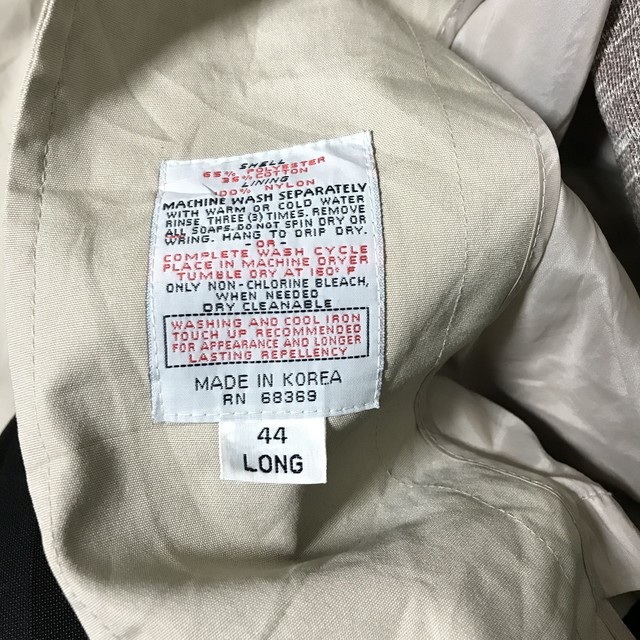 SHELL
65% POLYESTER
35% COTTON
LINING
100% NYLON
MACHINE WASH SEPARATELY
WITH WARM OR COLD WATER
RINSE THREE (3) TIMES. REMOVE
ALL SOAPS. DO NOT SPIN DRY OR
WRING. HANG TO DRIP DRY.
- OR -
COMPLETE WASH CYCLE
PLACE IN MACHINE DRYER
TUMBLE DRY AT 160° F
ONLY NON-CHLORINE BLEACH,
WHEN NEEDED
DRY CLEANABLE
WASHING AND COOL IRON
TOUCH UP RECOMMENDED
FOR APPEARANCE AND LONGER
LASTING REPELLENCY
MADE IN KOREA
RN 68369
44
LONG